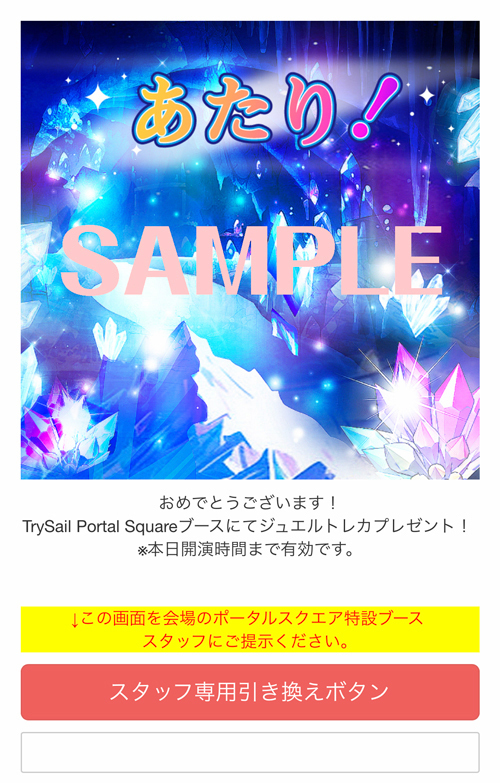 あたり！
SAMPLE
おめでとうございます！
TrySail Portal Squareブースにてジュエルトレカプレゼント！
※本日開演時間まで有効です。
↓この画面を会場のポータルスクエア特設ブース
スタッフにご提示ください。
スタッフ専用引き換えボタン